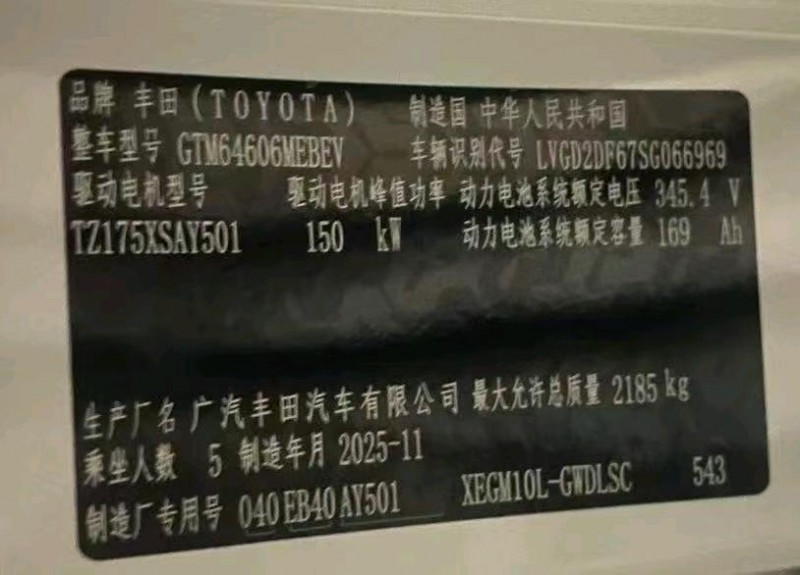 品牌 丰田(TOYOTA) 制造国 中华人民共和国
整车型号 GTM64606MEBEV 车辆识别代号 LVGD2DF67SG066969
驱动电机型号 驱动电机峰值功率 动力电池系统额定电压 345.4 V
TZ175XSAY501 150 kW 动力电池系统额定容量 169 Ah
生产厂名 广汽丰田汽车有限公司 最大允许总质量 2185 kg
乘坐人数 5 制造年月 2025-11
制造厂专用号 040 EB40 AY501 XEGM10L-GWDLSC 543